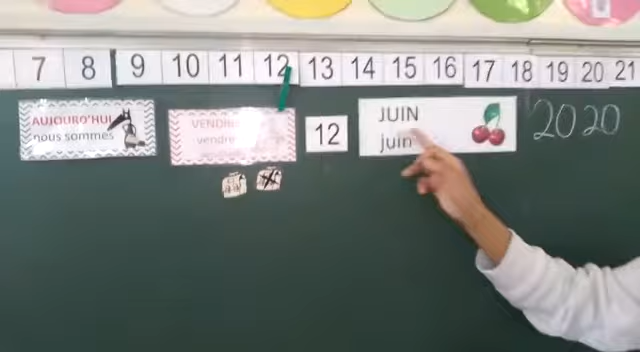 7 8 9 10 11 12 13 14 15 16 17 18 19 20 21
AUJOURD'HUI
nous sommes
VENDRE
vendre
12
JUIN
juin
2020